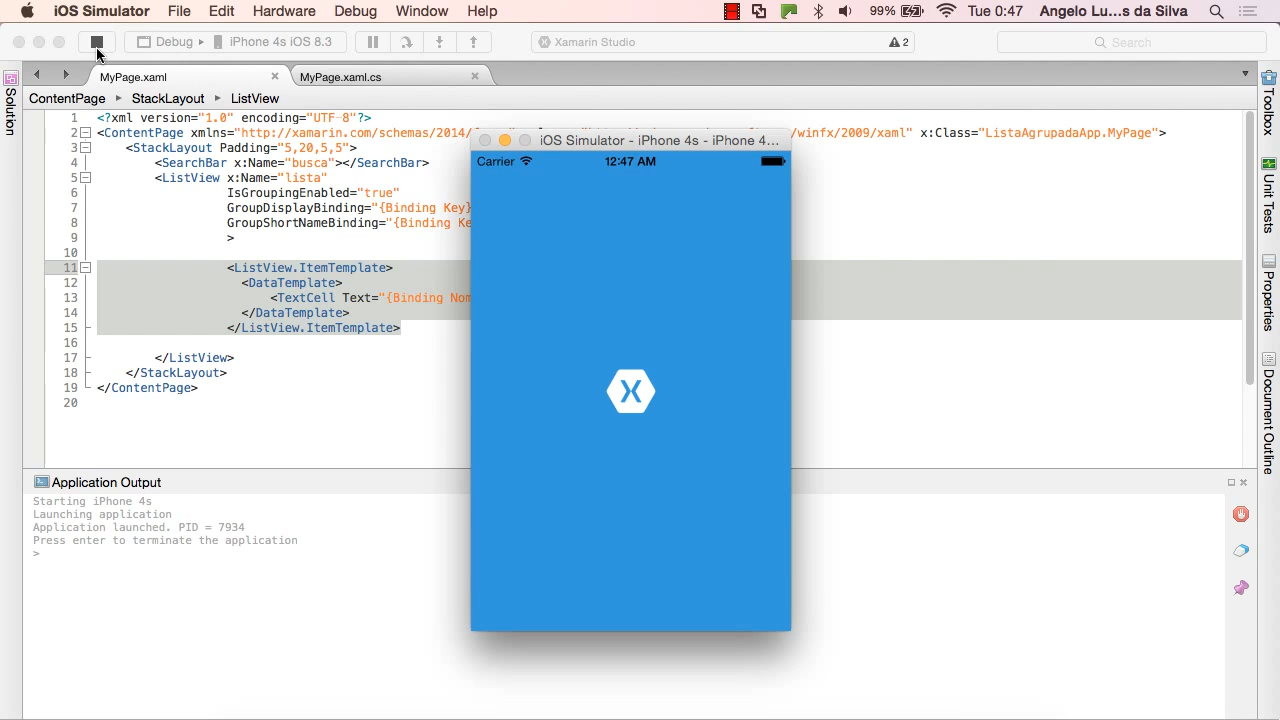 iOS Simulator File Edit Hardware Debug Window Help 99% Tue 0:47 Angelo Lu…s da Silva
Debug iPhone 4s iOS 8.3 Xamarin Studio 2 Search
MyPage.xaml MyPage.xaml.cs
ContentPage StackLayout ListView
1 <?xml version="1.0" encoding="UTF-8"?>
2 <ContentPage xmlns="http://xamarin.com/schemas/2014/ /winfx/2009/xaml" x:Class="ListaAgrupadaApp.MyPage">
3 <StackLayout Padding="5,20,5,5">
4 <SearchBar x:Name="busca"></SearchBar>
5 <ListView x:Name="lista"
6 IsGroupingEnabled="true"
7 GroupDisplayBinding="{Binding Key}
8 GroupShortNameBinding="{Binding Ke
9 >
10
11 <ListView.ItemTemplate>
12 <DataTemplate>
13 <TextCell Text="{Binding Nom
14 </DataTemplate>
15 </ListView.ItemTemplate>
16
17 </ListView>
18 </StackLayout>
19 </ContentPage>
20
iOS Simulator - iPhone 4s - iPhone 4...
Carrier 12:47 AM
Application Output
Starting iPhone 4s
Launching application
Application launched. PID = 7934
Press enter to terminate the application
>
Solution
Toolbox
Unit Tests
Properties
Document Outline